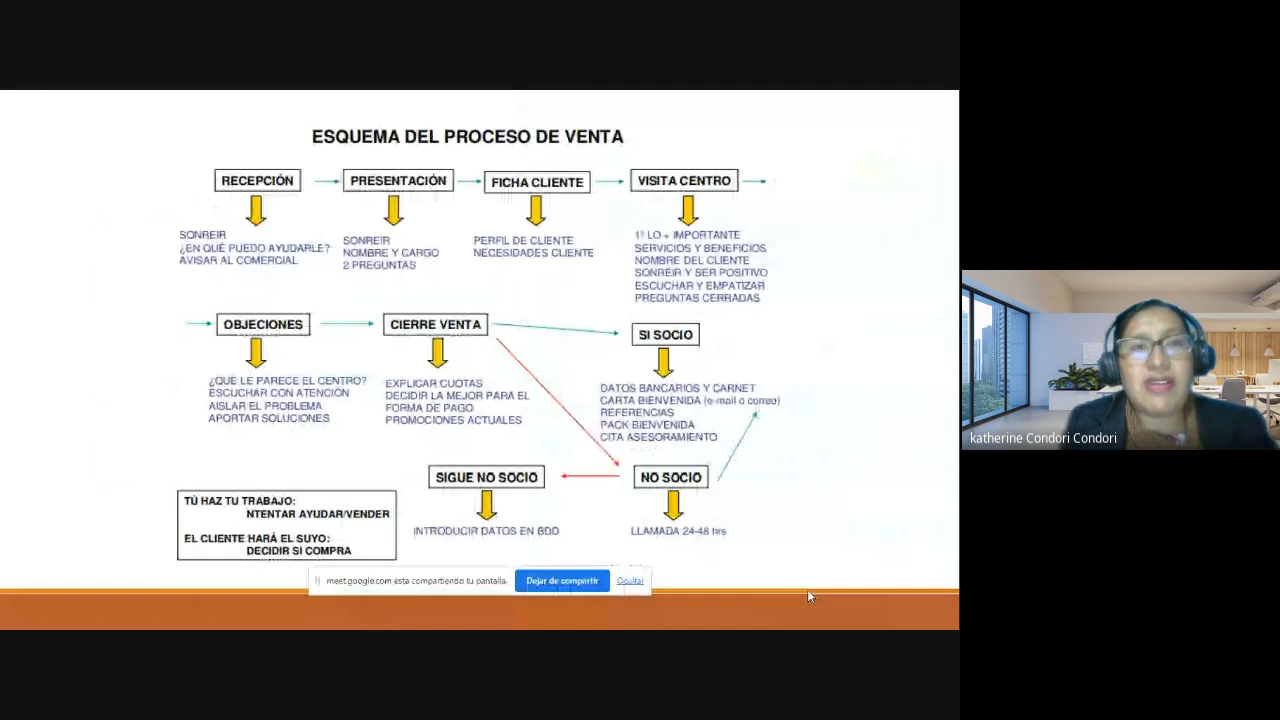 ESQUEMA DEL PROCESO DE VENTA
RECEPCIÓN
PRESENTACIÓN
FICHA CLIENTE
VISITA CENTRO
SONREIR
¿EN QUÉ PUEDO AYUDARLE?
AVISAR AL COMERCIAL
SONREIR
NOMBRE Y CARGO
2 PREGUNTAS
PERFIL DE CLIENTE
NECESIDADES CLIENTE
1º LO + IMPORTANTE
SERVICIOS Y BENEFICIOS
NOMBRE DEL CLIENTE
SONREIR Y SER POSITIVO
ESCUCHAR Y EMPATIZAR
PREGUNTAS CERRADAS
OBJECIONES
CIERRE VENTA
SI SOCIO
¿QUÉ LE PARECE EL CENTRO?
ESCUCHAR CON ATENCIÓN
AISLAR EL PROBLEMA
APORTAR SOLUCIONES
EXPLICAR CUOTAS
DECIDIR LA MEJOR PARA EL
FORMA DE PAGO
PROMOCIONES ACTUALES
DATOS BANCARIOS Y CARNET
CARTA BIENVENIDA (e-mail o correo)
REFERENCIAS
PACK BIENVENIDA
CITA ASESORAMIENTO
SIGUE NO SOCIO
NO SOCIO
INTRODUCIR DATOS EN BDD
LLAMADA 24-48 hrs
TÚ HAZ TU TRABAJO:
NTENTAR AYUDAR/VENDER
EL CLIENTE HARÁ EL SUYO:
DECIDIR SI COMPRA
meet.google.com esta compartiendo tu pantalla.
Dejar de compartir
Ocultar
katherine Condori Condori